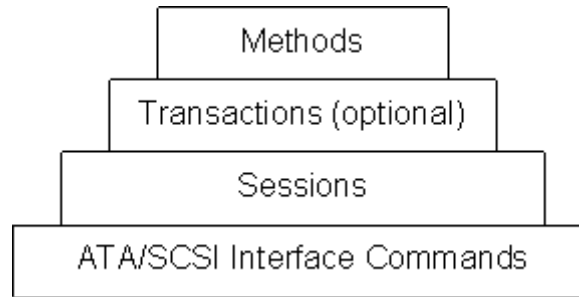 Methods
Transactions (optional)
Sessions
ATA/SCSI Interface Commands